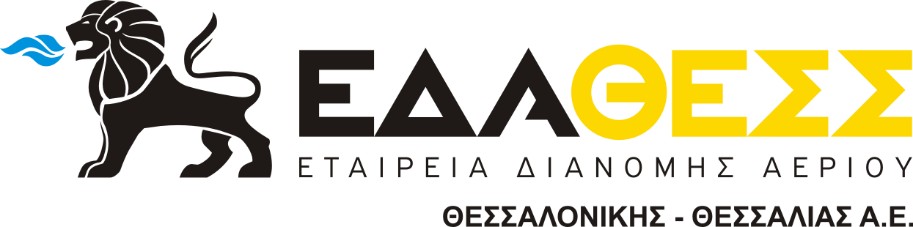 ΕΔΑΘΕΣΣ
ΕΤΑΙΡΕΙΑ ΔΙΑΝΟΜΗΣ ΑΕΡΙΟΥ
ΘΕΣΣΑΛΟΝΙΚΗΣ - ΘΕΣΣΑΛΙΑΣ Α.Ε.